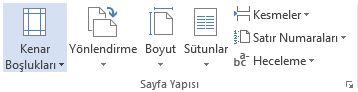 Kenar Boşlukları
Yönlendirme
Boyut
Sütunlar
Kesmeler
Satır Numaraları
Heceleme
Sayfa Yapısı